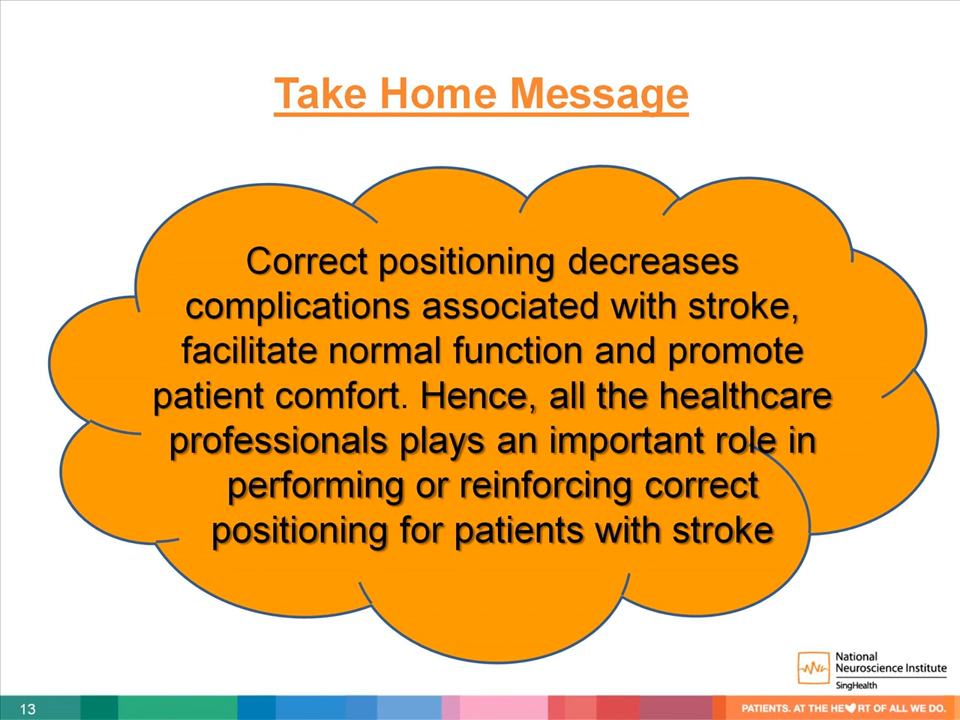 Take Home Message
Correct positioning decreases
complications associated with stroke,
facilitate normal function and promote
patient comfort. Hence, all the healthcare
professionals plays an important role in
performing or reinforcing correct
positioning for patients with stroke
National
Neuroscience Institute
SingHealth
13
PATIENTS. AT THE HE♥RT OF ALL WE DO.